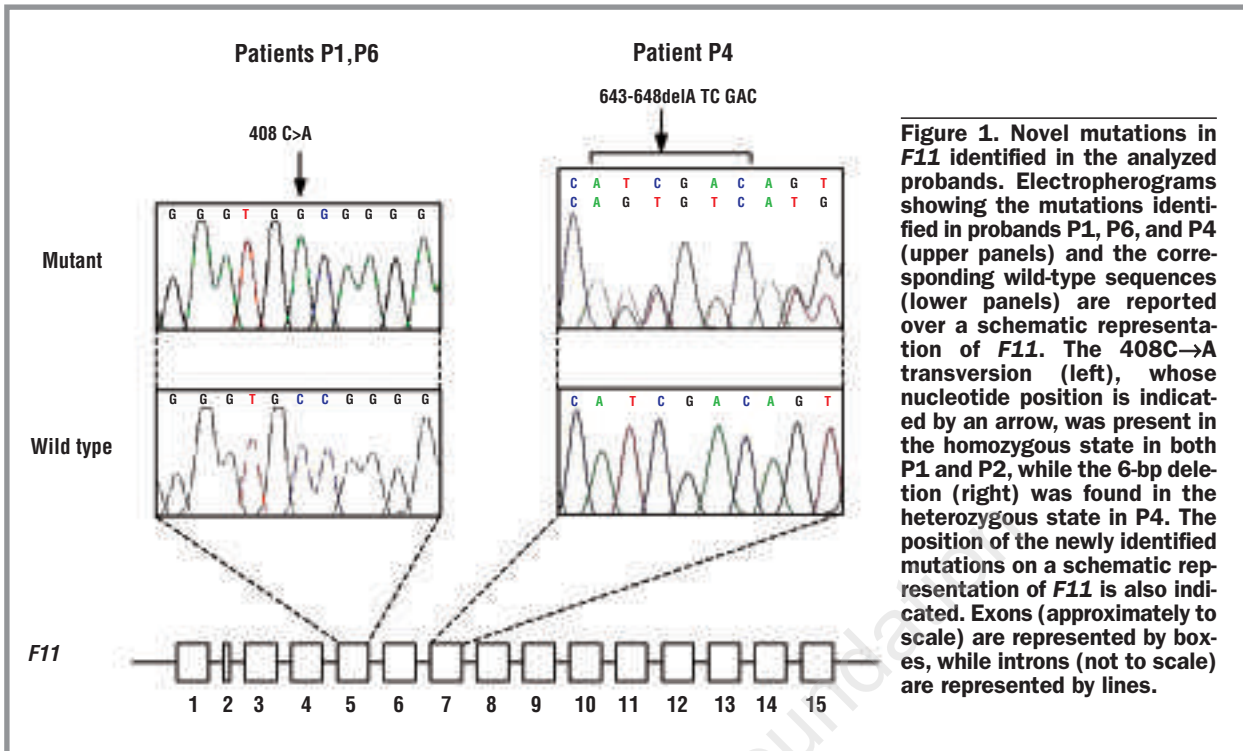 Patients P1,P6
Patient P4
643-648delA TC GAC
408 C>A
G G G T G G G G G G G
C A T C G A C A G T
C A G T G T C A T G
Mutant
G G G T G C C G G G G
C A T C G A C A G T
Wild type
F11
1 2 3 4 5 6 7 8 9 10 11 12 13 14 15
Figure 1. Novel mutations in
F11 identified in the analyzed
probands. Electropherograms
showing the mutations identi-
fied in probands P1, P6, and P4
(upper panels) and the corre-
sponding wild-type sequences
(lower panels) are reported
over a schematic representa-
tion of F11. The 408C→A
transversion (left), whose
nucleotide position is indicat-
ed by an arrow, was present in
the homozygous state in both
P1 and P2, while the 6-bp dele-
tion (right) was found in the
heterozygous state in P4. The
position of the newly identified
mutations on a schematic rep-
resentation of F11 is also indi-
cated. Exons (approximately to
scale) are represented by box-
es, while introns (not to scale)
are represented by lines.